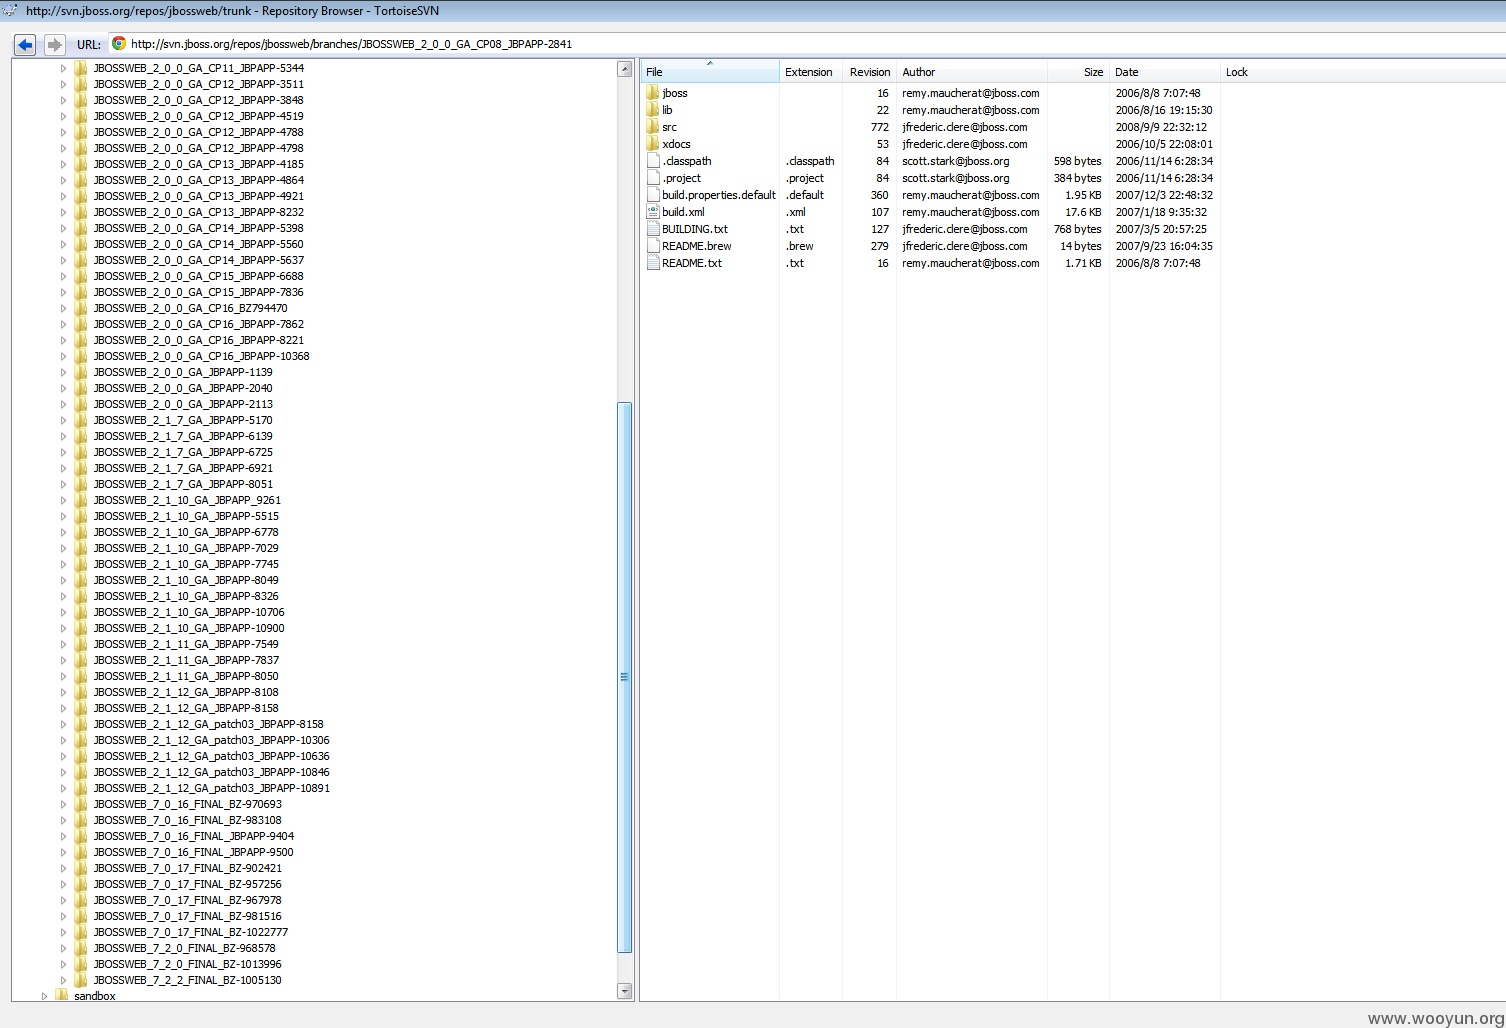 http://svn.jboss.org/repos/jbossweb/trunk - Repository Browser - TortoiseSVN
URL: http://svn.jboss.org/repos/jbossweb/branches/JBOSSWEB_2_0_0_GA_CP08_JBPAPP-2841
JBOSSWEB_2_0_0_GA_CP11_JBPAPP-5344
JBOSSWEB_2_0_0_GA_CP12_JBPAPP-3511
JBOSSWEB_2_0_0_GA_CP12_JBPAPP-3848
JBOSSWEB_2_0_0_GA_CP12_JBPAPP-4519
JBOSSWEB_2_0_0_GA_CP12_JBPAPP-4788
JBOSSWEB_2_0_0_GA_CP12_JBPAPP-4798
JBOSSWEB_2_0_0_GA_CP13_JBPAPP-4185
JBOSSWEB_2_0_0_GA_CP13_JBPAPP-4864
JBOSSWEB_2_0_0_GA_CP13_JBPAPP-4921
JBOSSWEB_2_0_0_GA_CP13_JBPAPP-8232
JBOSSWEB_2_0_0_GA_CP14_JBPAPP-5398
JBOSSWEB_2_0_0_GA_CP14_JBPAPP-5560
JBOSSWEB_2_0_0_GA_CP14_JBPAPP-5637
JBOSSWEB_2_0_0_GA_CP15_JBPAPP-6688
JBOSSWEB_2_0_0_GA_CP15_JBPAPP-7836
JBOSSWEB_2_0_0_GA_CP16_BZ794470
JBOSSWEB_2_0_0_GA_CP16_JBPAPP-7862
JBOSSWEB_2_0_0_GA_CP16_JBPAPP-8221
JBOSSWEB_2_0_0_GA_CP16_JBPAPP-10368
JBOSSWEB_2_0_0_GA_JBPAPP-1139
JBOSSWEB_2_0_0_GA_JBPAPP-2040
JBOSSWEB_2_0_0_GA_JBPAPP-2113
JBOSSWEB_2_1_7_GA_JBPAPP-5170
JBOSSWEB_2_1_7_GA_JBPAPP-6139
JBOSSWEB_2_1_7_GA_JBPAPP-6725
JBOSSWEB_2_1_7_GA_JBPAPP-6921
JBOSSWEB_2_1_7_GA_JBPAPP-8051
JBOSSWEB_2_1_10_GA_JBPAPP_9261
JBOSSWEB_2_1_10_GA_JBPAPP-5515
JBOSSWEB_2_1_10_GA_JBPAPP-6778
JBOSSWEB_2_1_10_GA_JBPAPP-7029
JBOSSWEB_2_1_10_GA_JBPAPP-7745
JBOSSWEB_2_1_10_GA_JBPAPP-8049
JBOSSWEB_2_1_10_GA_JBPAPP-8326
JBOSSWEB_2_1_10_GA_JBPAPP-10706
JBOSSWEB_2_1_10_GA_JBPAPP-10900
JBOSSWEB_2_1_11_GA_JBPAPP-7549
JBOSSWEB_2_1_11_GA_JBPAPP-7837
JBOSSWEB_2_1_11_GA_JBPAPP-8050
JBOSSWEB_2_1_12_GA_JBPAPP-8108
JBOSSWEB_2_1_12_GA_JBPAPP-8158
JBOSSWEB_2_1_12_GA_patch03_JBPAPP-8158
JBOSSWEB_2_1_12_GA_patch03_JBPAPP-10306
JBOSSWEB_2_1_12_GA_patch03_JBPAPP-10636
JBOSSWEB_2_1_12_GA_patch03_JBPAPP-10846
JBOSSWEB_2_1_12_GA_patch03_JBPAPP-10891
JBOSSWEB_7_0_16_FINAL_BZ-970693
JBOSSWEB_7_0_16_FINAL_BZ-983108
JBOSSWEB_7_0_16_FINAL_JBPAPP-9404
JBOSSWEB_7_0_16_FINAL_JBPAPP-9500
JBOSSWEB_7_0_17_FINAL_BZ-902421
JBOSSWEB_7_0_17_FINAL_BZ-957256
JBOSSWEB_7_0_17_FINAL_BZ-967978
JBOSSWEB_7_0_17_FINAL_BZ-981516
JBOSSWEB_7_0_17_FINAL_BZ-1022777
JBOSSWEB_7_2_0_FINAL_BZ-968578
JBOSSWEB_7_2_0_FINAL_BZ-1013996
JBOSSWEB_7_2_2_FINAL_BZ-1005130
sandbox
File Extension Revision Author Size Date Lock
jboss 16 remy.maucherat@jboss.com 2006/8/8 7:07:48
lib 22 remy.maucherat@jboss.com 2006/8/16 19:15:30
src 772 jfrederic.clere@jboss.com 2008/9/9 22:32:12
xdocs 53 jfrederic.clere@jboss.com 2006/10/5 22:08:01
.classpath .classpath 84 scott.stark@jboss.org 598 bytes 2006/11/14 6:28:34
.project .project 84 scott.stark@jboss.org 384 bytes 2006/11/14 6:28:34
build.properties.default .default 360 remy.maucherat@jboss.com 1.95 KB 2007/12/3 22:48:32
build.xml .xml 107 remy.maucherat@jboss.com 17.6 KB 2007/1/18 9:35:32
BUILDING.txt .txt 127 jfrederic.clere@jboss.com 768 bytes 2007/3/5 20:57:25
README.brew .brew 279 jfrederic.clere@jboss.com 14 bytes 2007/9/23 16:04:35
README.txt .txt 16 remy.maucherat@jboss.com 1.71 KB 2006/8/8 7:07:48
www.wooyun.org